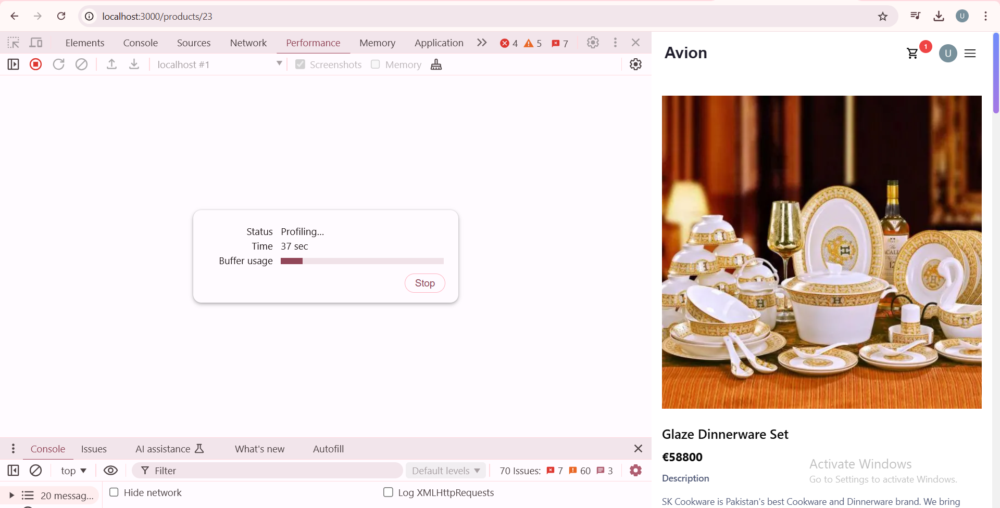 localhost:3000/products/23
U
Elements Console Sources Network Performance Memory Application 4 5 7
localhost #1 Screenshots Memory
Avion 1 U
Status Profiling...
Time 37 sec
Buffer usage
Stop
Console Issues AI assistance What's new Autofill
top Filter Default levels 70 Issues: 7 60 3
20 messag... Hide network Log XMLHttpRequests
H
Glaze Dinnerware Set
€58800
Description
SK Cookware is Pakistan's best Cookware and Dinnerware brand. We bring
Activate Windows
Go to Settings to activate Windows.